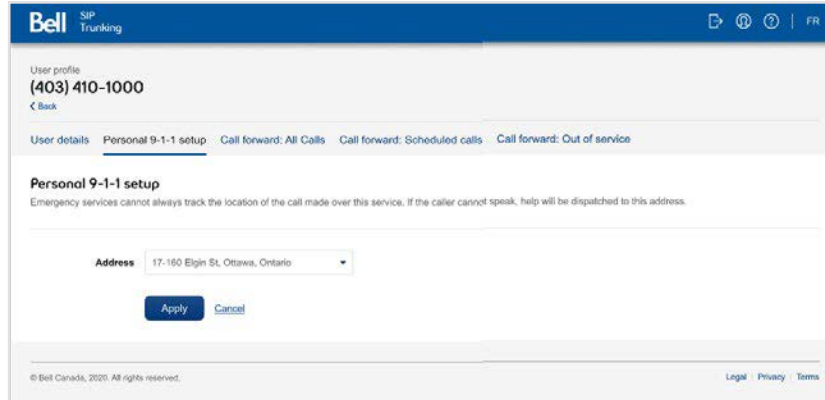 Bell SIP Trunking
FR
User profile
(403) 410-1000
Back
User details Personal 9-1-1 setup Call forward: All Calls Call forward: Scheduled calls Call forward: Out of service
Personal 9-1-1 setup
Emergency services cannot always track the location of the call made over this service. If the caller cannot speak, help will be dispatched to this address.
Address 17-160 Elgin St, Ottawa, Ontario
Apply Cancel
© Bell Canada, 2020. All rights reserved. Legal Privacy Terms